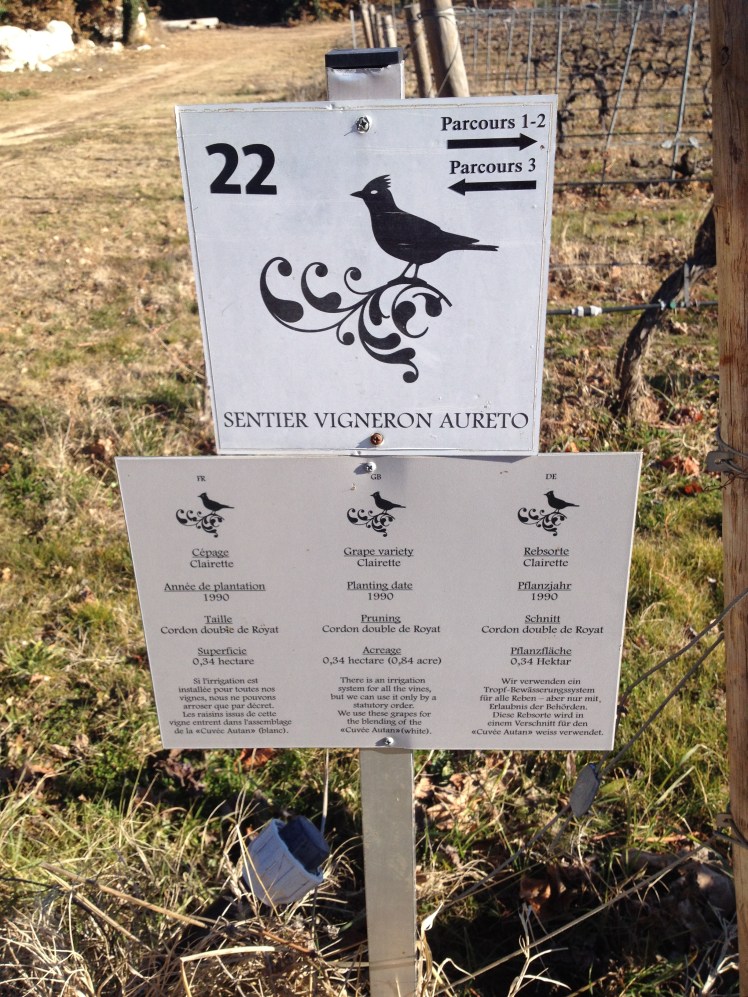 22
Parcours 1-2
Parcours 3
SENTIER VIGNERON AURETO
FR
Cépage
Clairette
Année de plantation
1990
Taille
Cordon double de Royat
Superficie
0,34 hectare
Si l'irrigation est
installée pour toutes nos
vignes, nous ne pouvons
arroser que par décret.
Les raisins issus de cette
vigne entrent dans l'assemblage
de la «Cuvée Autan» (blanc).
GB
Grape variety
Clairette
Planting date
1990
Pruning
Cordon double de Royat
Acreage
0,34 hectare (0,84 acre)
There is an irrigation
system for all the vines,
but we can use it only by a
statutory order.
We use these grapes for
the blending of the
«Cuvée Autan»(white).
DE
Rebsorte
Clairette
Pflanzjahr
1990
Schnitt
Cordon double de Royat
Pflanzfläche
0,34 Hektar
Wir verwenden ein
Tropf-Bewässerungssystem
für alle Reben – aber nur mit
Erlaubnis der Behörden.
Diese Rebsorte wird in
einem Verschnitt für den
«Cuvée Autan» weiss verwendet.